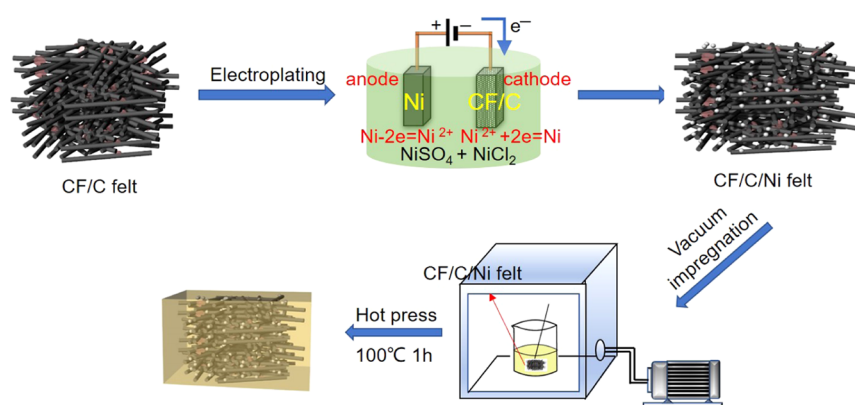 CF/C felt
Electroplating
+ − e⁻
anode
cathode
Ni
CF/C
Ni-2e=Ni²⁺
Ni²⁺+2e=Ni
NiSO₄ + NiCl₂
CF/C/Ni felt
Vacuum
impregnation
CF/C/Ni felt
Hot press
100℃ 1h